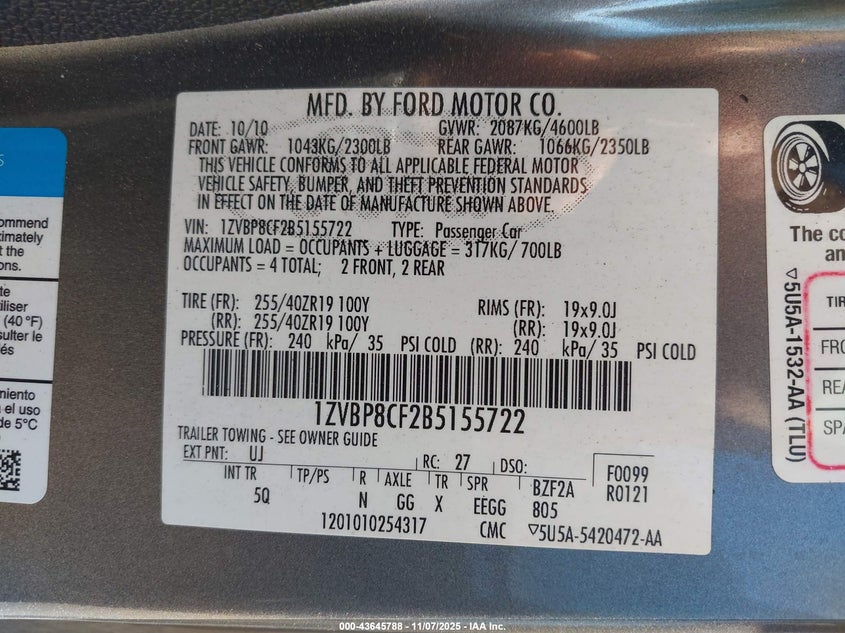 MFD. BY FORD MOTOR CO.
DATE: 10/10 GVWR: 2087KG/4600LB
FRONT GAWR: 1043KG/2300LB REAR GAWR: 1066KG/2350LB
THIS VEHICLE CONFORMS TO ALL APPLICABLE FEDERAL MOTOR
VEHICLE SAFETY, BUMPER, AND THEFT PREVENTION STANDARDS
IN EFFECT ON THE DATE OF MANUFACTURE SHOWN ABOVE.
VIN: 1ZVBP8CF2B5155722 TYPE: Passenger Car
MAXIMUM LOAD = OCCUPANTS + LUGGAGE = 317KG/ 700LB
OCCUPANTS = 4 TOTAL; 2 FRONT, 2 REAR
TIRE (FR): 255/40ZR19 100Y RIMS (FR): 19x9.0J
(RR): 255/40ZR19 100Y (RR): 19x9.0J
PRESSURE (FR): 240 kPa/ 35 PSI COLD (RR): 240 kPa/ 35 PSI COLD
1ZVBP8CF2B5155722
TRAILER TOWING - SEE OWNER GUIDE
EXT PNT: UJ RC: 27 DSO: F0099
INT TR TP/PS R AXLE TR SPR BZF2A R0121
5Q N GG X EEGG 805
1201010254317 CMC ▽5U5A-5420472-AA
S
ommend
ximately
t the
ons.
te
tiliser
(40 °F)
sulter le
lés
miento
a el uso
de 5°C
The co
an
TIR
FRO
REA
SPA
▽5U5A-1532-AA (TLU)
000-43645788 - 11/07/2025 - IAA Inc.